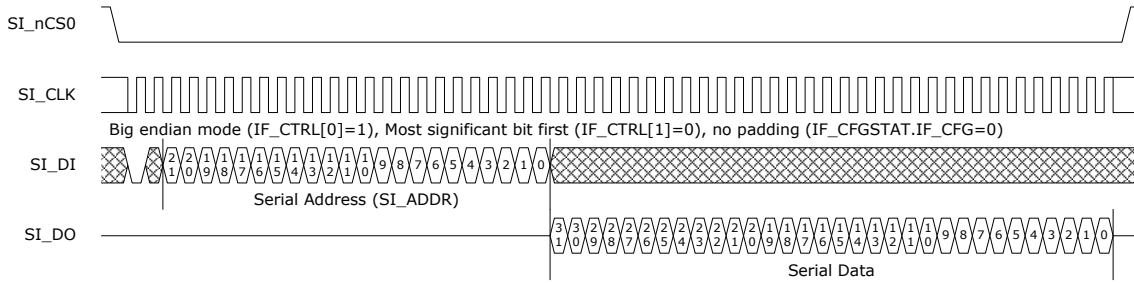 SI_nCS0
SI_CLK
Big endian mode (IF_CTRL[0]=1), Most significant bit first (IF_CTRL[1]=0), no padding (IF_CFGSTAT.IF_CFG=0)
SI_DI 21 20 19 18 17 16 15 14 13 12 11 10 9 8 7 6 5 4 3 2 1 0
Serial Address (SI_ADDR)
SI_DO 31 30 29 28 27 26 25 24 23 22 21 20 19 18 17 16 15 14 13 12 11 10 9 8 7 6 5 4 3 2 1 0
Serial Data